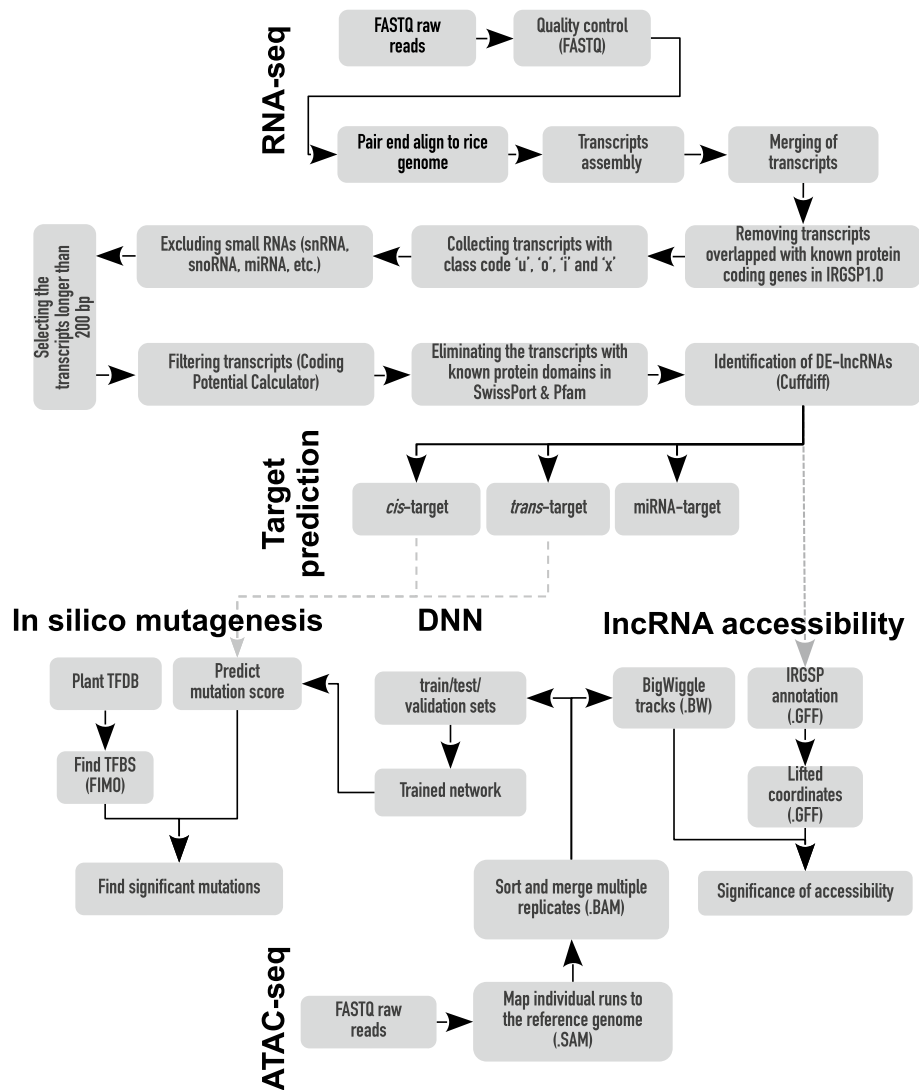 RNA-seq
FASTQ raw
reads
Quality control
(FASTQ)
Pair end align to rice
genome
Transcripts
assembly
Merging of
transcripts
Removing transcripts
overlapped with known protein
coding genes in IRGSP1.0
Collecting transcripts with
class code ‘u’, ‘o’, ‘i’ and ‘x’
Excluding small RNAs (snRNA,
snoRNA, miRNA, etc.)
Selecting the
transcripts longer than
200 bp
Filtering transcripts (Coding
Potential Calculator)
Eliminating the transcripts with
known protein domains in
SwissPort & Pfam
Identification of DE-lncRNAs
(Cuffdiff)
Target
prediction
cis-target
trans-target
miRNA-target
In silico mutagenesis
DNN
lncRNA accessibility
Plant TFDB
Predict
mutation score
train/test/
validation sets
BigWiggle
tracks (.BW)
IRGSP
annotation
(.GFF)
Find TFBS
(FIMO)
Trained network
Lifted
coordinates
(.GFF)
Find significant mutations
Sort and merge multiple
replicates (.BAM)
Significance of accessibility
ATAC-seq
FASTQ raw
reads
Map individual runs to
the reference genome
(.SAM)